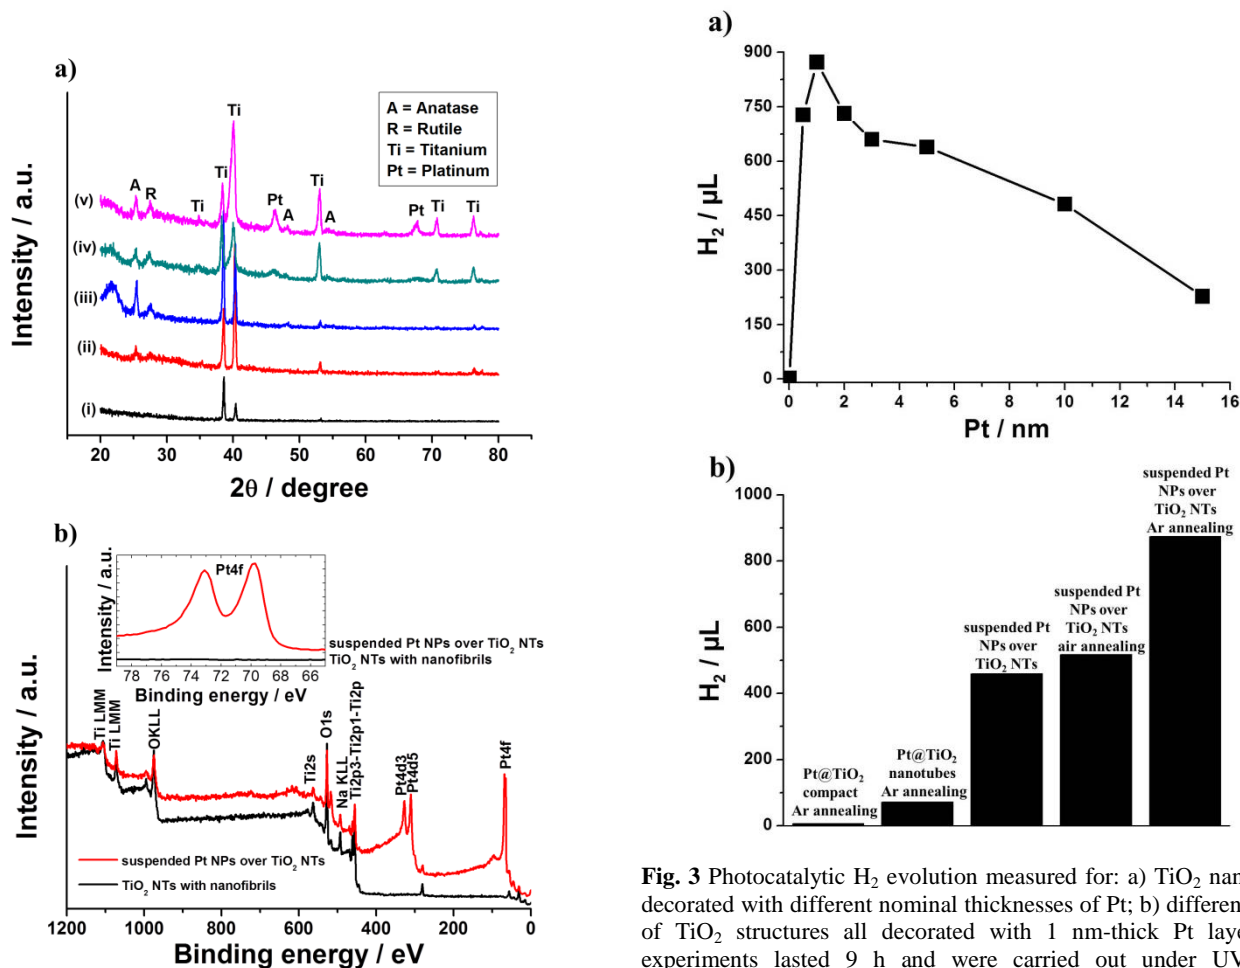 a)
A = Anatase
R = Rutile
Ti = Titanium
Pt = Platinum
Ti
Ti
A
R
Ti
Pt
A
Ti
A
Pt
Ti
Ti
(v)
(iv)
(iii)
(ii)
(i)
Intensity / a.u.
20 30 40 50 60 70 80
2θ / degree
b)
Pt4f
Intensity / a.u.
78 76 74 72 70 68 66
Binding energy / eV
suspended Pt NPs over TiO₂ NTs
TiO₂ NTs with nanofibrils
Ti LMM
Ti LMM
OKLL
Ti2s
O1s
Na KLL
Ti2p3-Ti2p1-Ti2p
Pt4d3
Pt4d5
Pt4f
suspended Pt NPs over TiO₂ NTs
TiO₂ NTs with nanofibrils
Intensity / a.u.
1200 1000 800 600 400 200 0
Binding energy / eV
a)
900
750
600
450
300
150
0
H₂ / µL
0 2 4 6 8 10 12 14 16
Pt / nm
b)
1000
800
600
400
200
0
H₂ / µL
Pt@TiO₂
compact
Ar annealing
Pt@TiO₂
nanotubes
Ar annealing
suspended Pt
NPs over
TiO₂ NTs
suspended Pt
NPs over
TiO₂ NTs
air annealing
suspended Pt
NPs over
TiO₂ NTs
Ar annealing
Fig. 3 Photocatalytic H₂ evolution measured for: a) TiO₂ nan
decorated with different nominal thicknesses of Pt; b) differen
of TiO₂ structures all decorated with 1 nm-thick Pt laye
experiments lasted 9 h and were carried out under UV